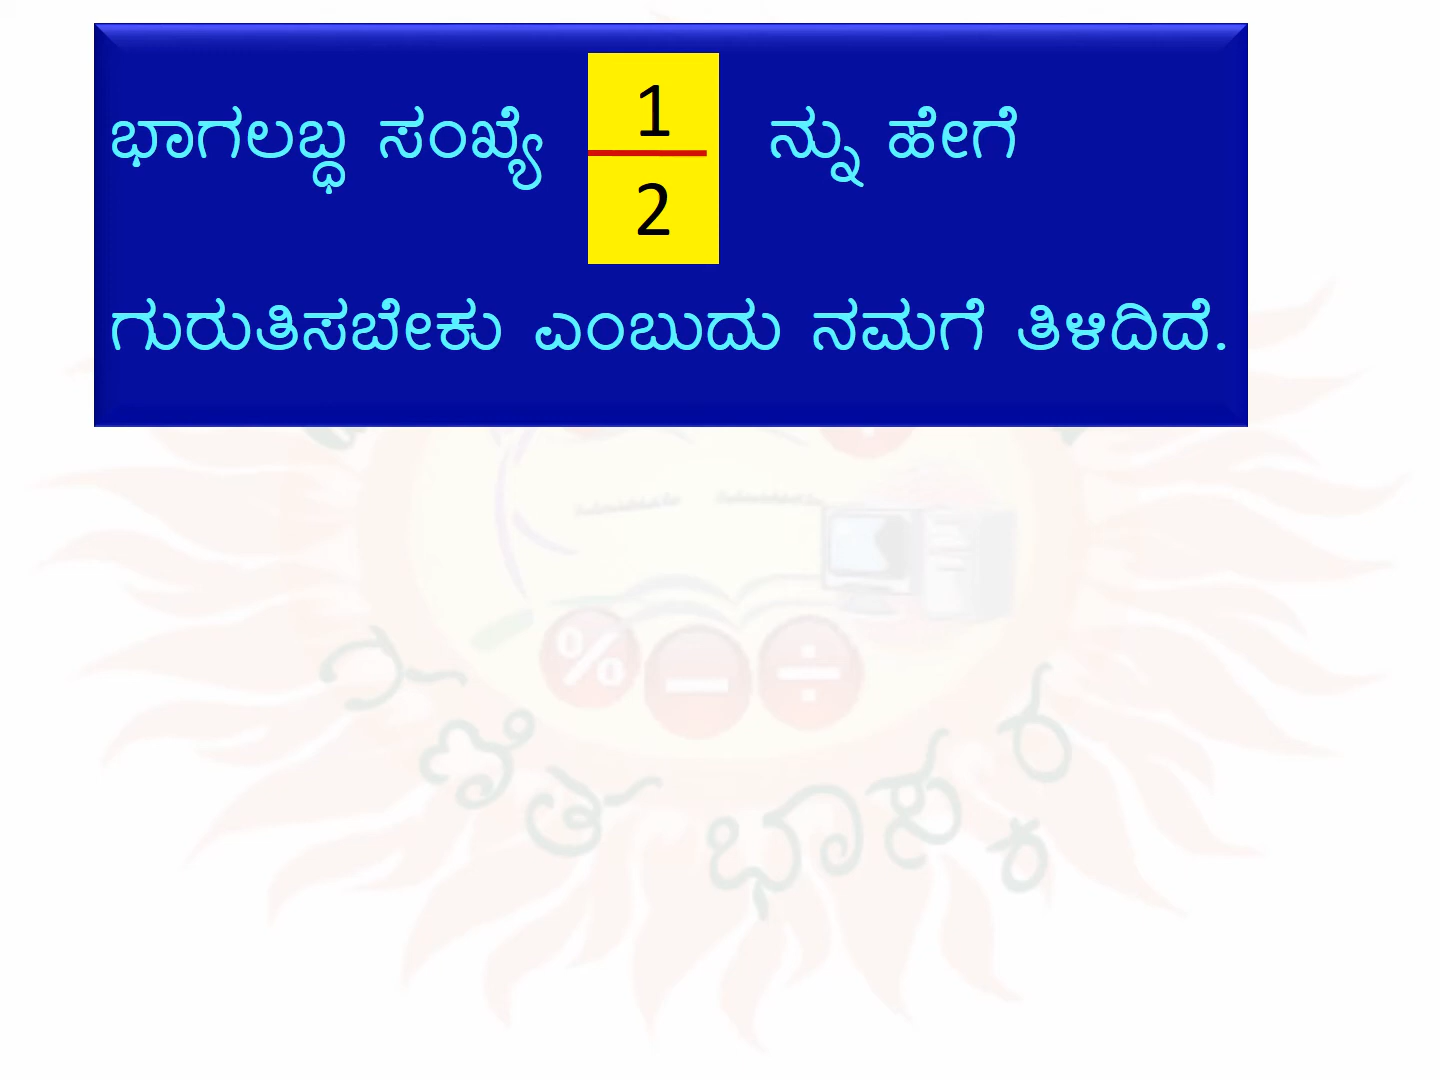 ಭಾಗಲಬ್ಧ ಸಂಖ್ಯೆ 1/2 ನ್ನು ಹೇಗೆ
ಗುರುತಿಸಬೇಕು ಎಂಬುದು ನಮಗೆ ತಿಳಿದಿದೆ.